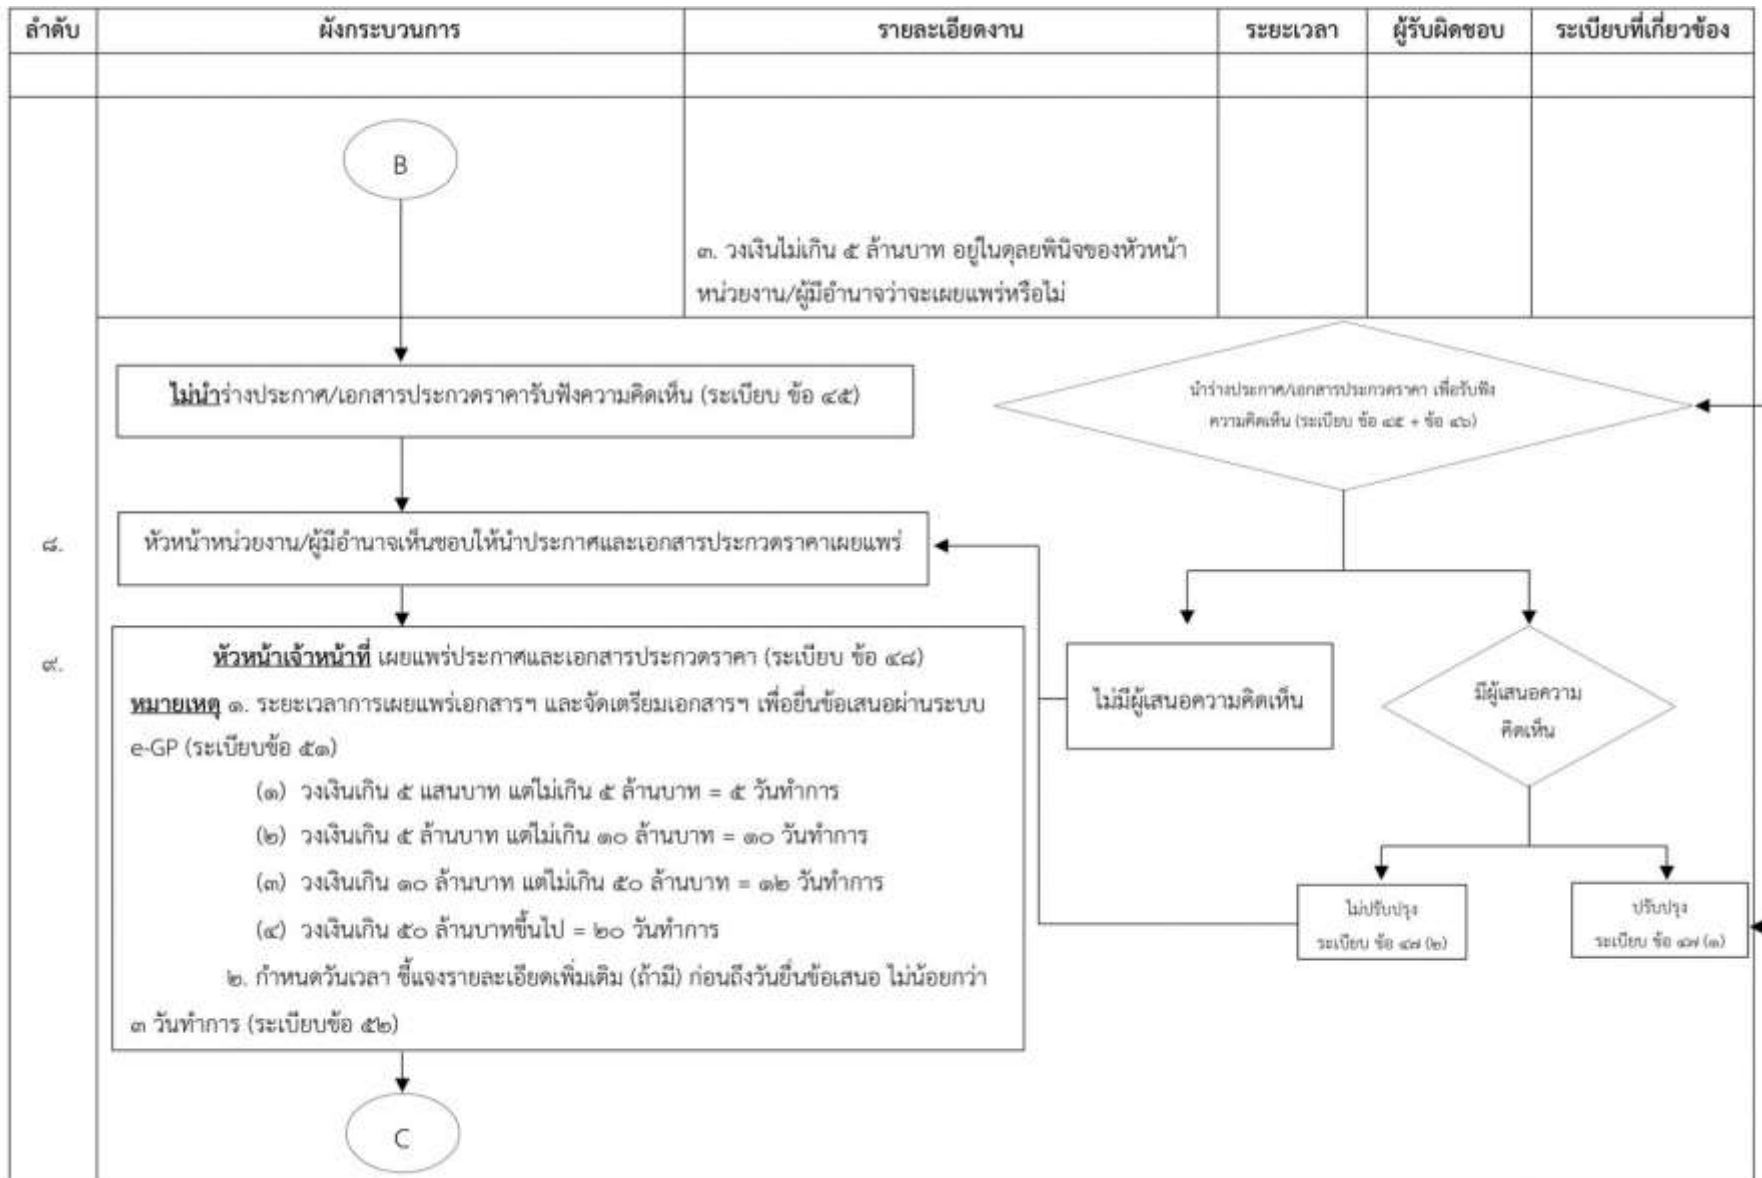 ลำดับ ผังกระบวนการ รายละเอียดงาน ระยะเวลา ผู้รับผิดชอบ ระเบียบที่เกี่ยวข้อง
B
๓. วงเงินไม่เกิน ๕ ล้านบาท อยู่ในดุลยพินิจของหัวหน้า
หน่วยงาน/ผู้มีอำนาจว่าจะเผยแพร่หรือไม่
ไม่นำร่างประกาศ/เอกสารประกวดราคารับฟังความคิดเห็น (ระเบียบ ข้อ ๔๕)
นำร่างประกาศ/เอกสารประกวดราคา เพื่อรับฟัง
ความคิดเห็น (ระเบียบ ข้อ ๔๕ + ข้อ ๔๖)
๘.
หัวหน้าหน่วยงาน/ผู้มีอำนาจเห็นชอบให้นำประกาศและเอกสารประกวดราคาเผยแพร่
๙.
หัวหน้าเจ้าหน้าที่ เผยแพร่ประกาศและเอกสารประกวดราคา (ระเบียบ ข้อ ๔๘)
หมายเหตุ ๑. ระยะเวลาการเผยแพร่เอกสารฯ และจัดเตรียมเอกสารฯ เพื่อยื่นข้อเสนอผ่านระบบ
e-GP (ระเบียบข้อ ๕๑)
(๑) วงเงินเกิน ๕ แสนบาท แต่ไม่เกิน ๕ ล้านบาท = ๕ วันทำการ
(๒) วงเงินเกิน ๕ ล้านบาท แต่ไม่เกิน ๑๐ ล้านบาท = ๑๐ วันทำการ
(๓) วงเงินเกิน ๑๐ ล้านบาท แต่ไม่เกิน ๕๐ ล้านบาท = ๑๒ วันทำการ
(๔) วงเงินเกิน ๕๐ ล้านบาทขึ้นไป = ๒๐ วันทำการ
๒. กำหนดวันเวลา ชี้แจงรายละเอียดเพิ่มเติม (ถ้ามี) ก่อนถึงวันยื่นข้อเสนอ ไม่น้อยกว่า
๓ วันทำการ (ระเบียบข้อ ๕๒)
ไม่มีผู้เสนอความคิดเห็น
มีผู้เสนอความ
คิดเห็น
ไม่ปรับปรุง
ระเบียบ ข้อ ๔๗ (๒)
ปรับปรุง
ระเบียบ ข้อ ๔๗ (๑)
C